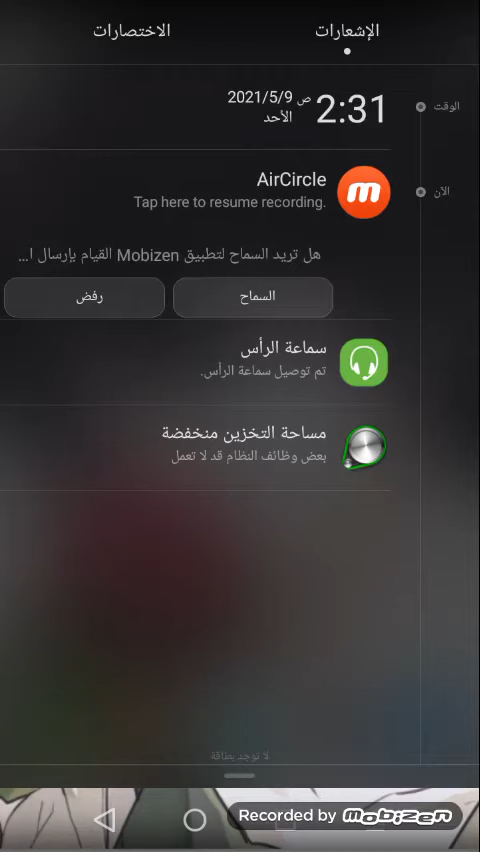 الإشعارات
الاختصارات
2:31 ص 2021/5/9
الأحد
الوقت
AirCircle
Tap here to resume recording.
الآن
هل تريد السماح لتطبيق Mobizen القيام بإرسال ا...
السماح
رفض
سماعة الرأس
تم توصيل سماعة الرأس.
مساحة التخزين منخفضة
بعض وظائف النظام قد لا تعمل
لا توجد بطاقة
Recorded by Mobizen